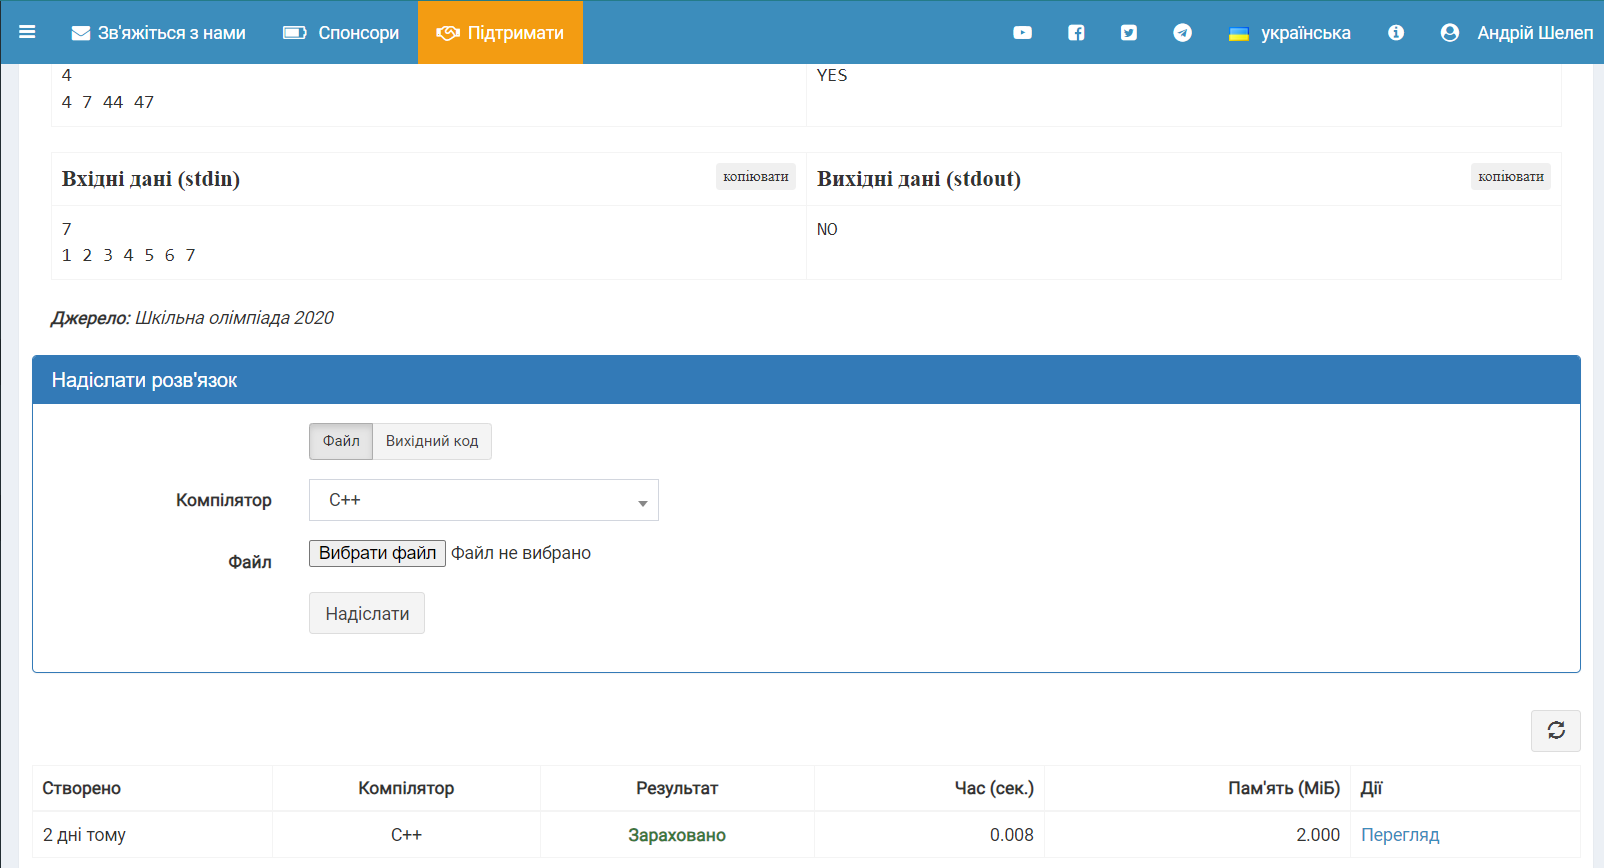 Зв'яжіться з нами Спонсори Підтримати українська Андрій Шелеп
4 YES
4 7 44 47
Вхідні дані (stdin) копіювати Вихідні дані (stdout) копіювати
7 NO
1 2 3 4 5 6 7
Джерело: Шкільна олімпіада 2020
Надіслати розв'язок
Файл Вихідний код
Компілятор C++
Файл Вибрати файл Файл не вибрано
Надіслати
Створено Компілятор Результат Час (сек.) Пам'ять (МіБ) Дії
2 дні тому C++ Зараховано 0.008 2.000 Перегляд